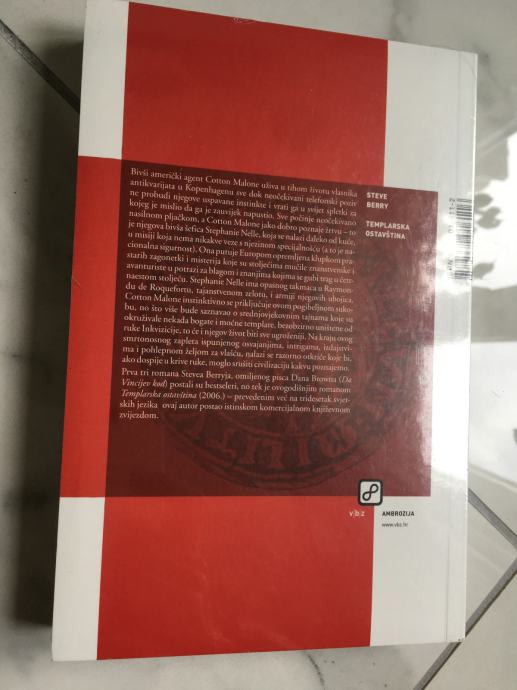 Bivši američki agent Cotton Malone uživa u tihom životu vlasnika
antikvarijata u Kopenhagenu sve dok neočekivani telefonski poziv
ne probudi njegove uspavane instinkte i vrati ga u svijet spletki za
kojeg je mislio da ga je zauvijek napustio. Sve počinje neočekivano
nasilnom pljačkom, a Cotton Malone jako dobro poznaje žrtvu – to
je njegova bivša šefica Stephanie Nelle, koja se nalazi daleko od kuće,
u misiji koja nema nikakve veze s njezinom specijalnošću (a to je na-
cionalna sigurnost). Ona putuje Europom opremljena klupkom pra-
starih zagonetki i misterija koje su stoljećima mučile znanstvenike i
avanturiste u potrazi za blagom i znanjima kojima se gubi trag u četr-
naestom stoljeću. Stephanie Nelle ima opasnog takmaca u Raymon-
du de Roquefortu, tajanstvenom zelotu, i armiji njegovih ubojica.
Cotton Malone instinktivno se priključuje ovom pogibeljnom suko-
bu, no što više bude saznavao o srednjovjekovnim tajnama koje su
okruživale nekada bogate i moćne templare, bezobzirno uništene od
ruke Inkvizicije, to će i njegov život biti sve ugroženiji. Na kraju ovog
smrtonosnog zapleta ispunjenog osvajanjima, intrigama, izdajevi-
ma i pohlepnom željom za vlašću, nalazi se razorno otkriće koje bi,
ako dospije u krive ruke, moglo srušiti civilizaciju kakvu poznajemo.
Prva tri romana Stevea Berryja, omiljenog pisca Dana Browna (Da
Vincijev kod) postali su bestseleri, no tek je ovogodišnjim romanom
Templarska ostavština (2006.) – prevedenim već na tridesetak svjet-
skih jezika ovaj autor postao istinskom komercijalnom književnom
zvijezdom.
STEVE
BERRY
TEMPLARSKA
OSTAVŠTINA
v|b|z
AMBROZIJA
www.vbz.hr